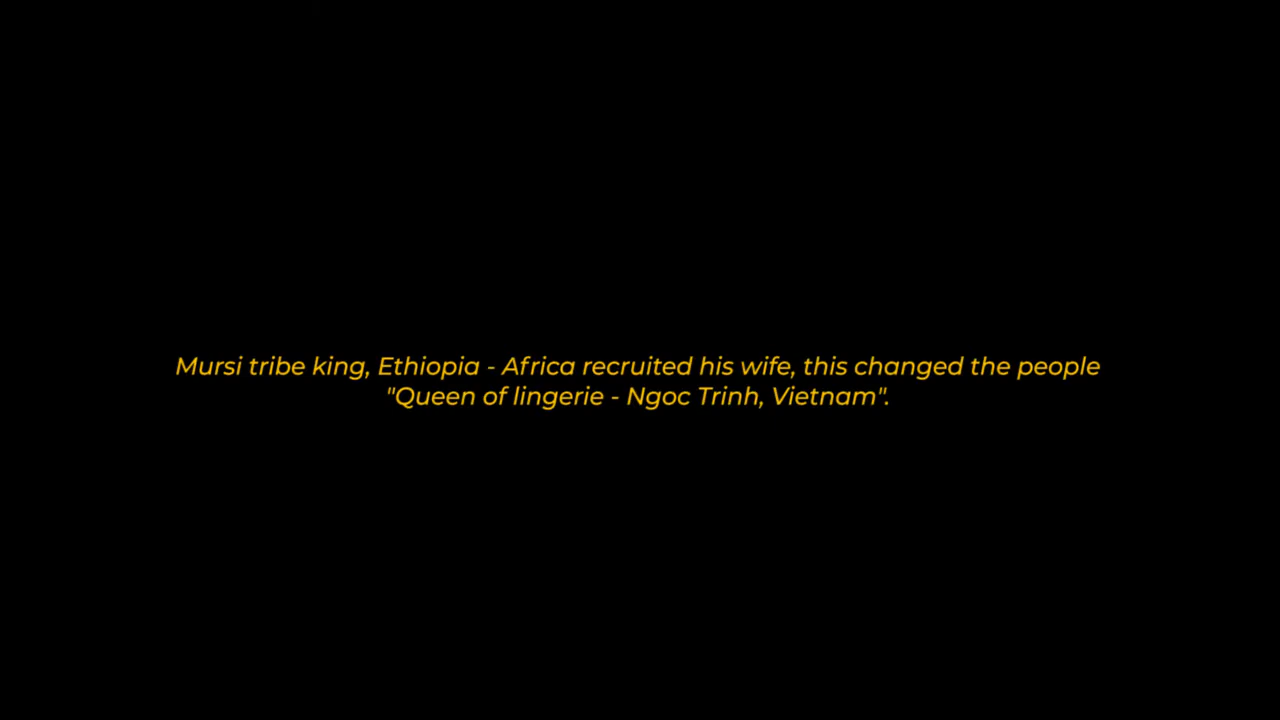 Mursi tribe king, Ethiopia - Africa recruited his wife, this changed the people
"Queen of lingerie - Ngoc Trinh, Vietnam".